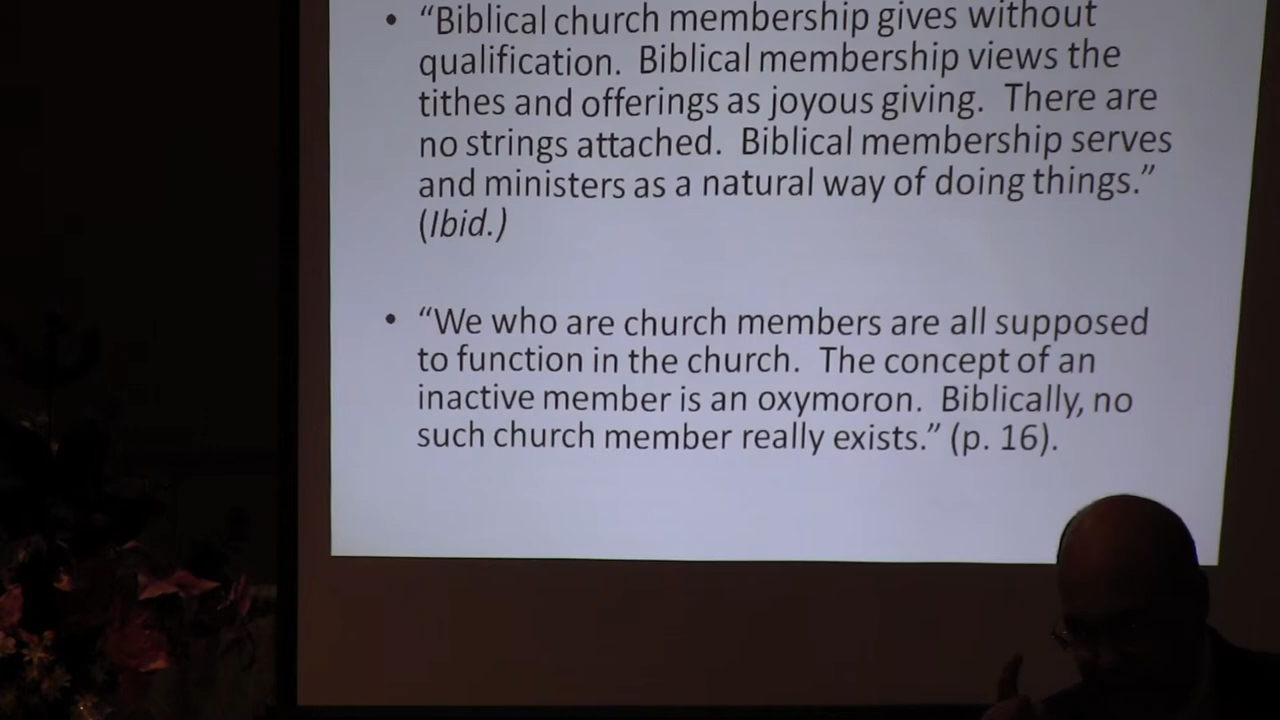 • “Biblical church membership gives without
qualification. Biblical membership views the
tithes and offerings as joyous giving. There are
no strings attached. Biblical membership serves
and ministers as a natural way of doing things.”
(Ibid.)
• “We who are church members are all supposed
to function in the church. The concept of an
inactive member is an oxymoron. Biblically, no
such church member really exists.” (p. 16).